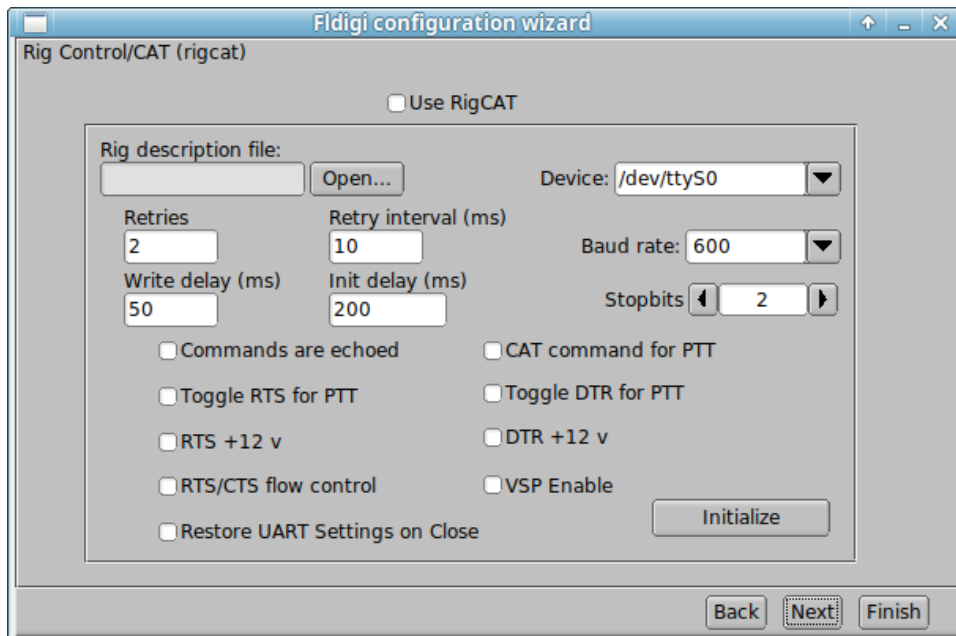 Fldigi configuration wizard
Rig Control/CAT (rigcat)
Use RigCAT
Rig description file:
Open...
Device: /dev/ttyS0
Retries
Retry interval (ms)
2
10
Baud rate: 600
Write delay (ms)
Init delay (ms)
50
200
Stopbits 2
Commands are echoed
CAT command for PTT
Toggle RTS for PTT
Toggle DTR for PTT
RTS +12 v
DTR +12 v
RTS/CTS flow control
VSP Enable
Initialize
Restore UART Settings on Close
Back
Next
Finish